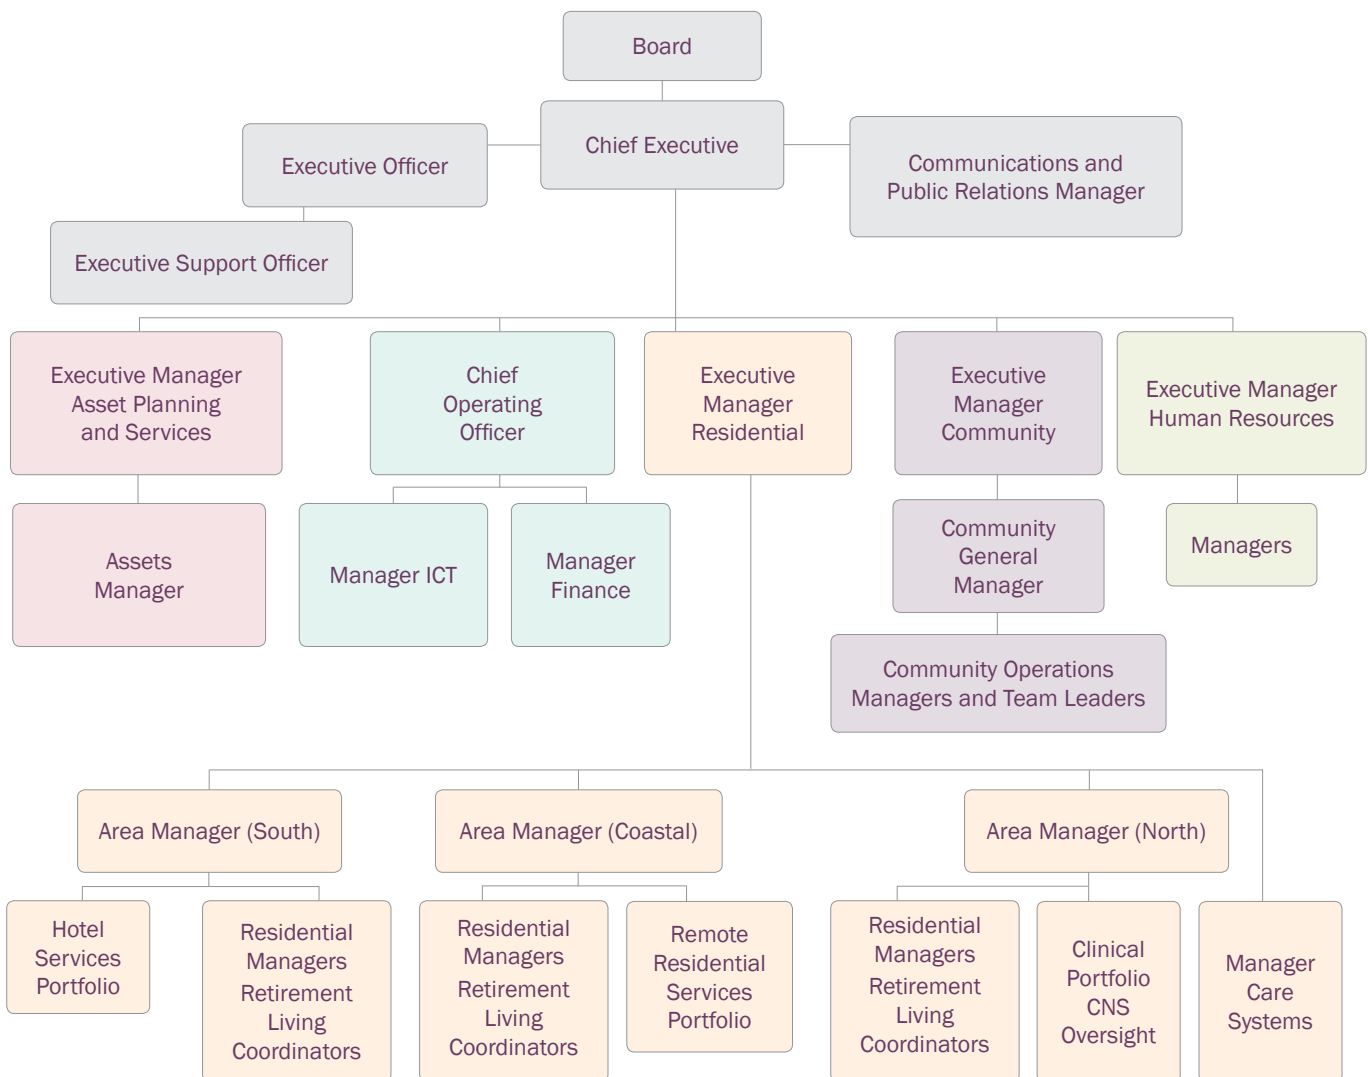 Board
Chief Executive
Executive Officer
Communications and
Public Relations Manager
Executive Support Officer
Executive Manager
Asset Planning
and Services
Chief
Operating
Officer
Executive
Manager
Residential
Executive
Manager
Community
Executive Manager
Human Resources
Assets
Manager
Manager ICT
Manager
Finance
Community
General
Manager
Managers
Community Operations
Managers and Team Leaders
Area Manager (South)
Area Manager (Coastal)
Area Manager (North)
Hotel
Services
Portfolio
Residential
Managers
Retirement
Living
Coordinators
Residential
Managers
Retirement
Living
Coordinators
Remote
Residential
Services
Portfolio
Residential
Managers
Retirement
Living
Coordinators
Clinical
Portfolio
CNS
Oversight
Manager
Care
Systems